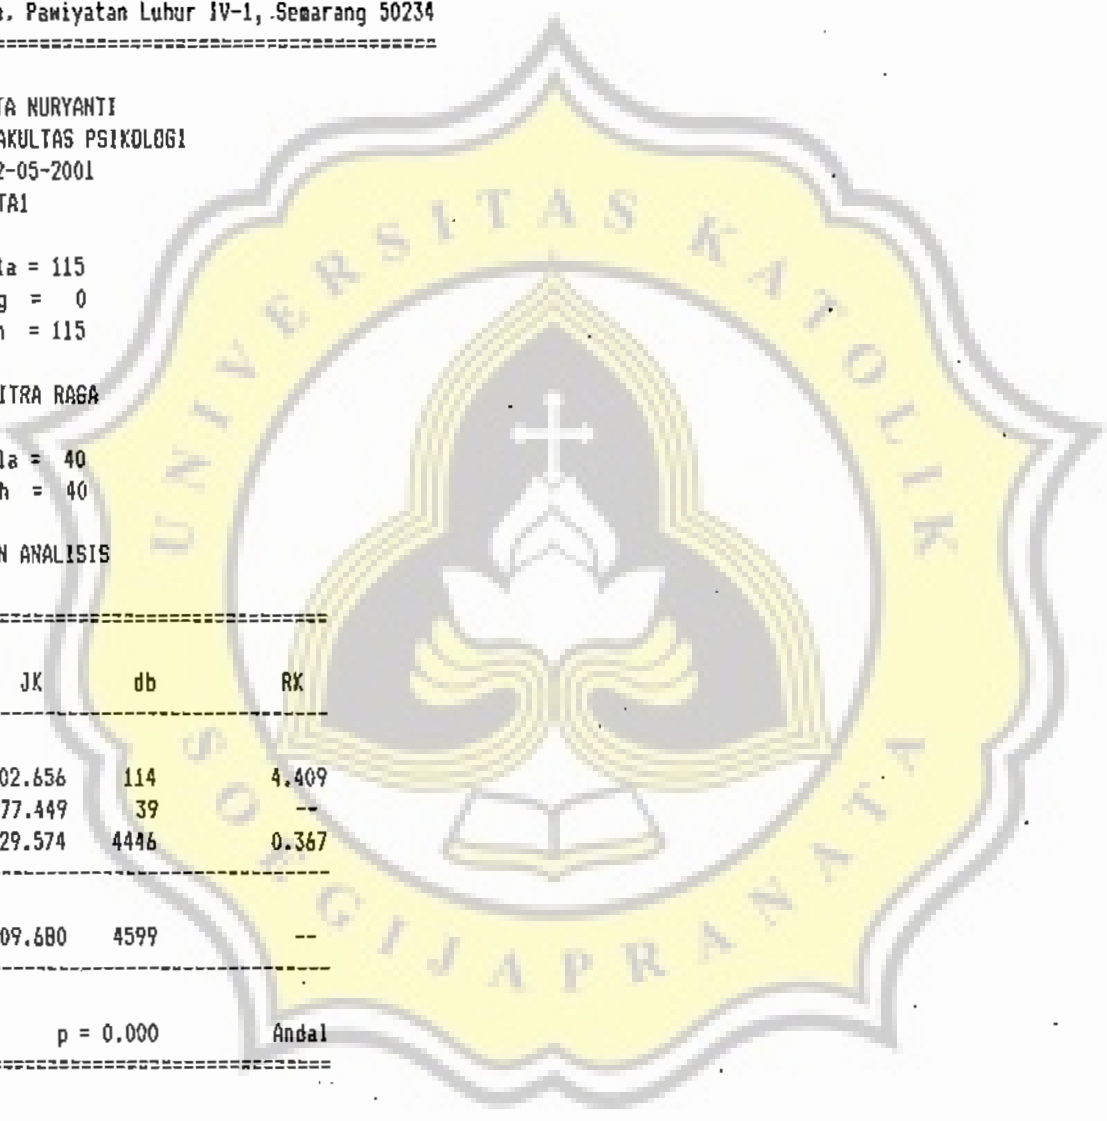 . Pawiyatan Luhur IV-1, Semarang 50234
TA NURYANTI
AKULTAS PSIKOLOGI
2-05-2001
TA1
la = 115
g = 0
n = 115
ITRA RAGA
la = 40
h = 40
N ANALISIS
JK db RK
02.656 114 4.409
77.449 39 --
29.574 4446 0.367
09.680 4599 --
p = 0.000 Andal
UNIVERSITAS KATOLIK
SOEGIJAPRANATA